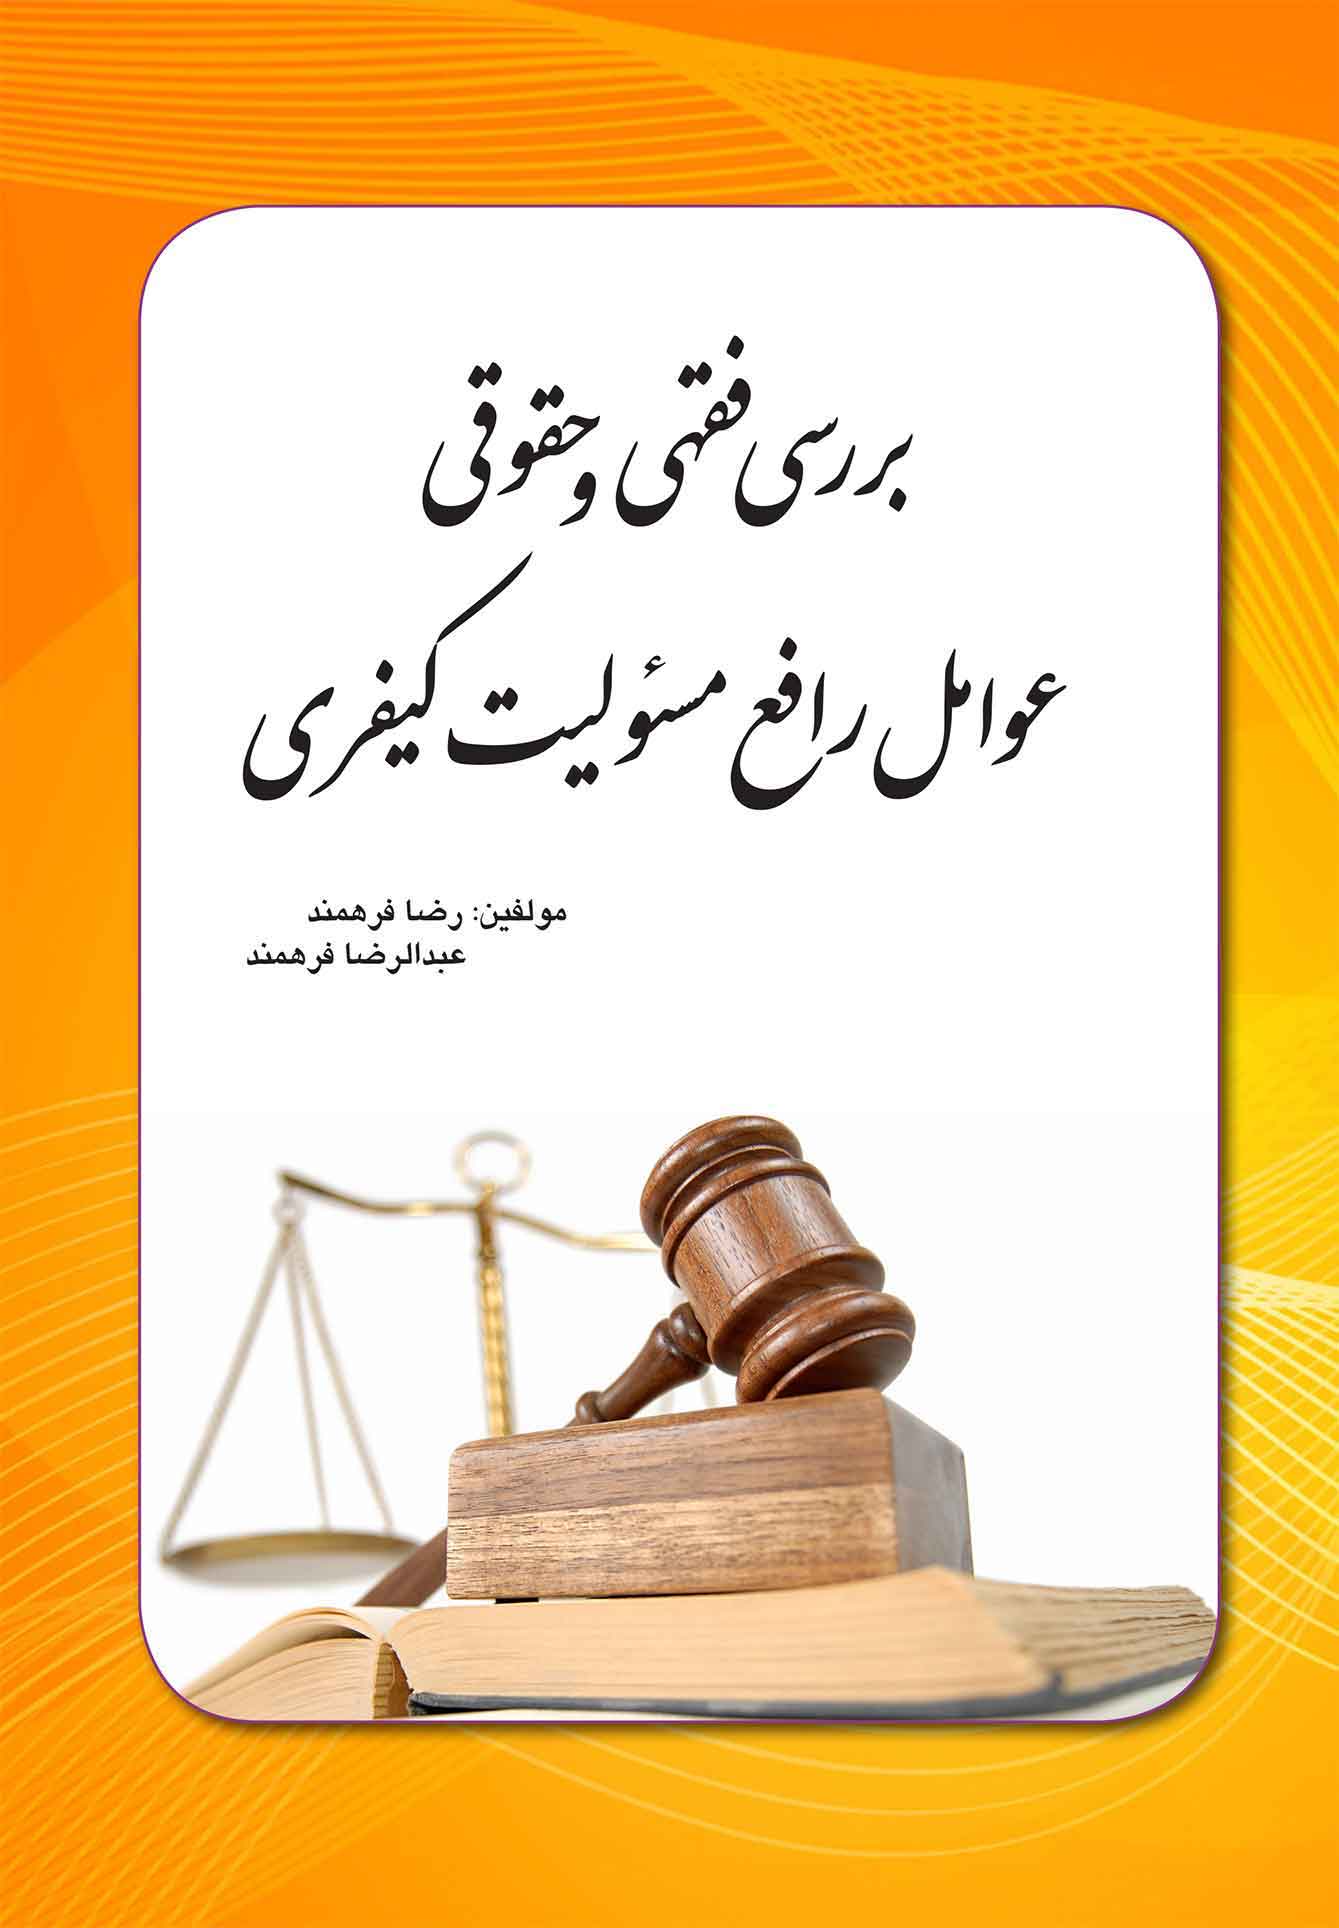 بررسی فقهی و حقوقی
عوامل رافع مسئولیت کیفری
مولفین: رضا فرهمند
عبدالرضا فرهمند